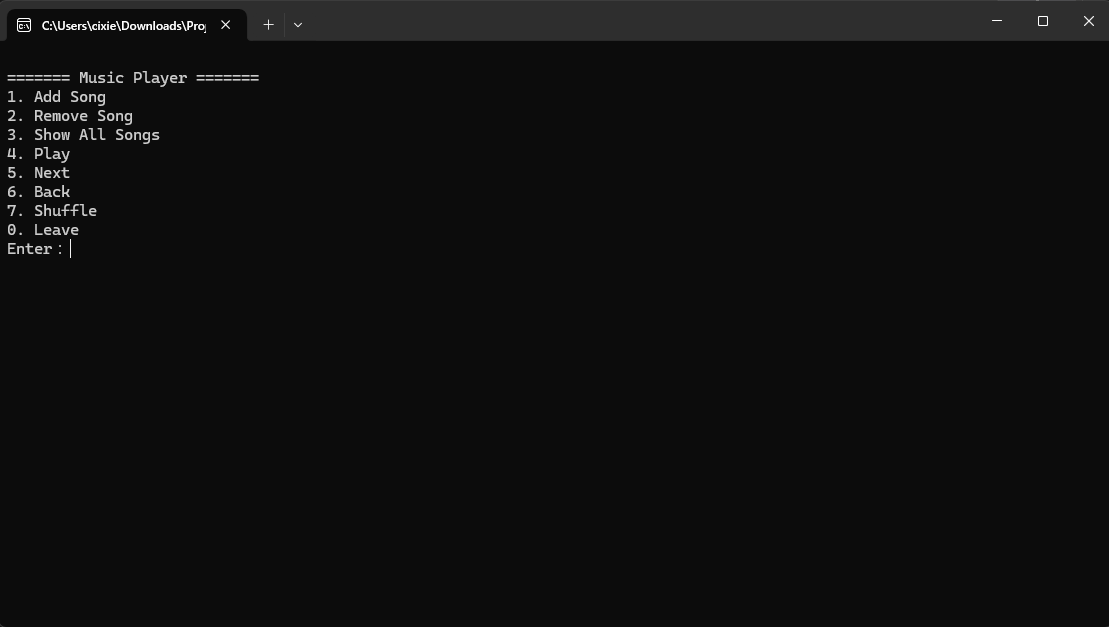 C:\Users\cixie\Downloads\Pro
======= Music Player =======
1. Add Song
2. Remove Song
3. Show All Songs
4. Play
5. Next
6. Back
7. Shuffle
0. Leave
Enter：